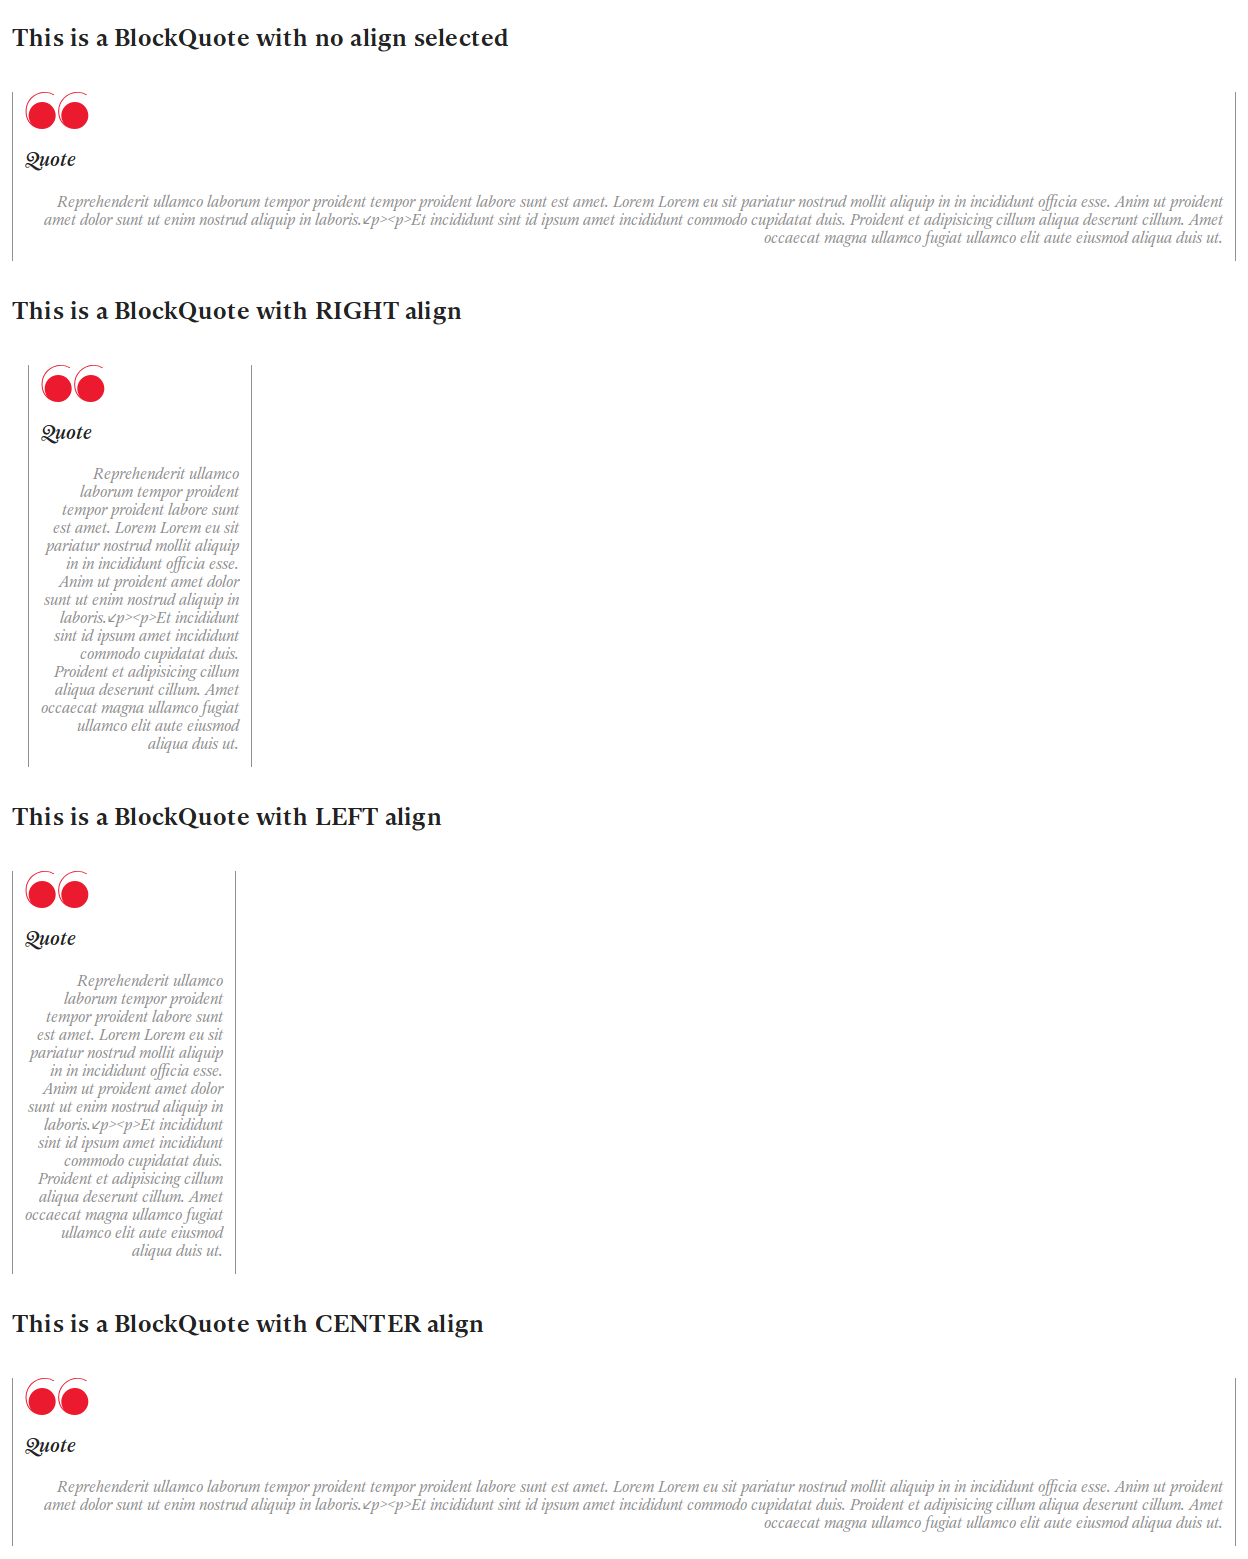 This is a BlockQuote with no align selected
Quote
Reprehenderit ullamco laborum tempor proident tempor proident labore sunt est amet. Lorem Lorem eu sit pariatur nostrud mollit aliquip in in incididunt officia esse. Anim ut proident
amet dolor sunt ut enim nostrud aliquip in laboris.</p><p>Et incididunt sint id ipsum amet incididunt commodo cupidatat duis. Proident et adipisicing cillum aliqua deserunt cillum. Amet
occaecat magna ullamco fugiat ullamco elit aute eiusmod aliqua duis ut.
This is a BlockQuote with RIGHT align
Quote
Reprehenderit ullamco
laborum tempor proident
tempor proident labore sunt
est amet. Lorem Lorem eu sit
pariatur nostrud mollit aliquip
in in incididunt officia esse.
Anim ut proident amet dolor
sunt ut enim nostrud aliquip in
laboris.</p><p>Et incididunt
sint id ipsum amet incididunt
commodo cupidatat duis.
Proident et adipisicing cillum
aliqua deserunt cillum. Amet
occaecat magna ullamco fugiat
ullamco elit aute eiusmod
aliqua duis ut.
This is a BlockQuote with LEFT align
Quote
Reprehenderit ullamco
laborum tempor proident
tempor proident labore sunt
est amet. Lorem Lorem eu sit
pariatur nostrud mollit aliquip
in in incididunt officia esse.
Anim ut proident amet dolor
sunt ut enim nostrud aliquip in
laboris.</p><p>Et incididunt
sint id ipsum amet incididunt
commodo cupidatat duis.
Proident et adipisicing cillum
aliqua deserunt cillum. Amet
occaecat magna ullamco fugiat
ullamco elit aute eiusmod
aliqua duis ut.
This is a BlockQuote with CENTER align
Quote
Reprehenderit ullamco laborum tempor proident tempor proident labore sunt est amet. Lorem Lorem eu sit pariatur nostrud mollit aliquip in in incididunt officia esse. Anim ut proident
amet dolor sunt ut enim nostrud aliquip in laboris.</p><p>Et incididunt sint id ipsum amet incididunt commodo cupidatat duis. Proident et adipisicing cillum aliqua deserunt cillum. Amet
occaecat magna ullamco fugiat ullamco elit aute eiusmod aliqua duis ut.